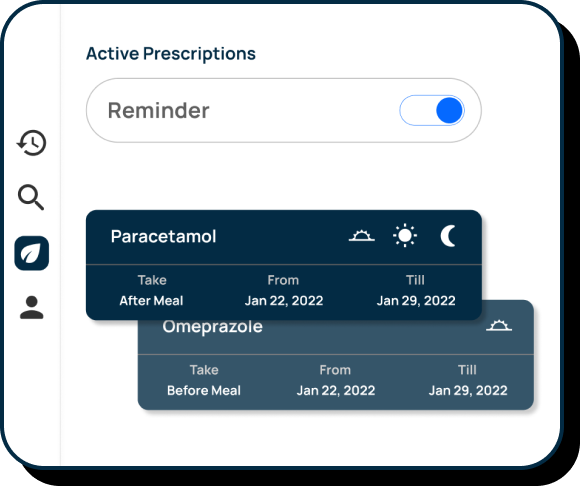 Active Prescriptions
Reminder
Paracetamol
Take From Till
After Meal Jan 22, 2022 Jan 29, 2022
Omeprazole
Take From Till
Before Meal Jan 22, 2022 Jan 29, 2022